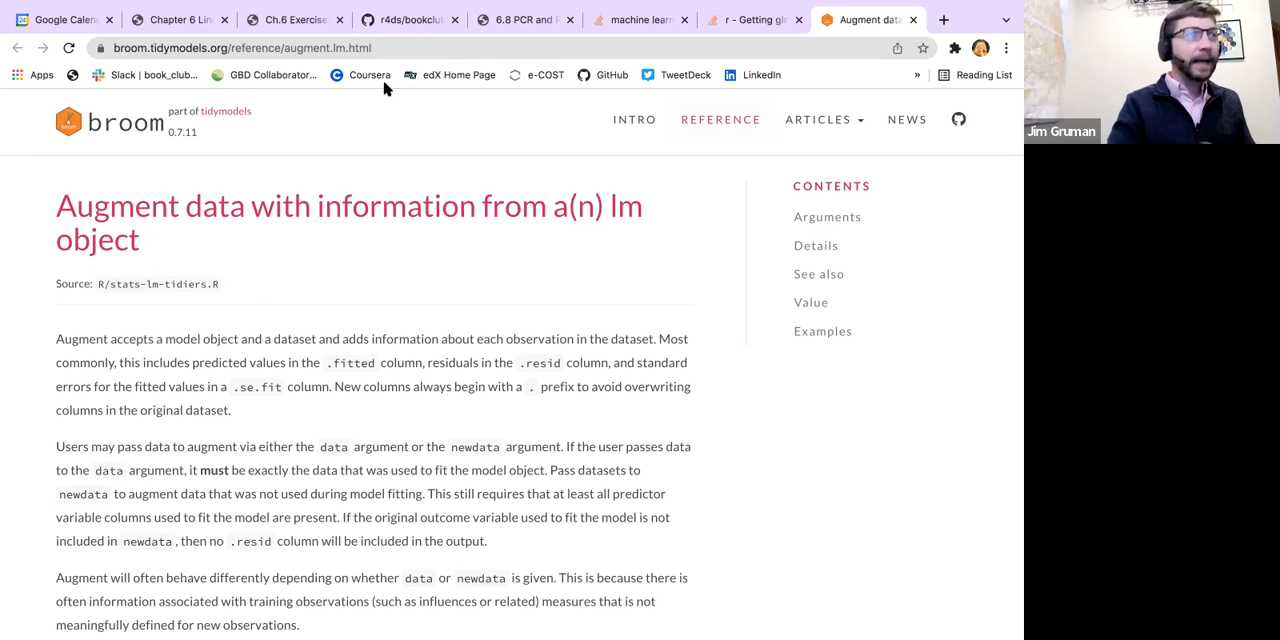 Google Calen
Chapter 6 Lin
Ch.6 Exercise
r4ds/bookclu
6.8 PCR and
machine learn
r - Getting gl
Augment data
broom.tidymodels.org/reference/augment.lm.html
Apps
Slack | book_club...
GBD Collaborator...
Coursera
edX Home Page
e-COST
GitHub
TweetDeck
LinkedIn
»
Reading List
broom
part of tidymodels
0.7.11
INTRO
REFERENCE
ARTICLES
NEWS
Jim Gruman
Augment data with information from a(n) lm
object
Source: R/stats-lm-tidiers.R
Augment accepts a model object and a dataset and adds information about each observation in the dataset. Most
commonly, this includes predicted values in the .fitted column, residuals in the .resid column, and standard
errors for the fitted values in a .se.fit column. New columns always begin with a . prefix to avoid overwriting
columns in the original dataset.
Users may pass data to augment via either the data argument or the newdata argument. If the user passes data
to the data argument, it must be exactly the data that was used to fit the model object. Pass datasets to
newdata to augment data that was not used during model fitting. This still requires that at least all predictor
variable columns used to fit the model are present. If the original outcome variable used to fit the model is not
included in newdata, then no .resid column will be included in the output.
Augment will often behave differently depending on whether data or newdata is given. This is because there is
often information associated with training observations (such as influences or related) measures that is not
meaningfully defined for new observations.
CONTENTS
Arguments
Details
See also
Value
Examples